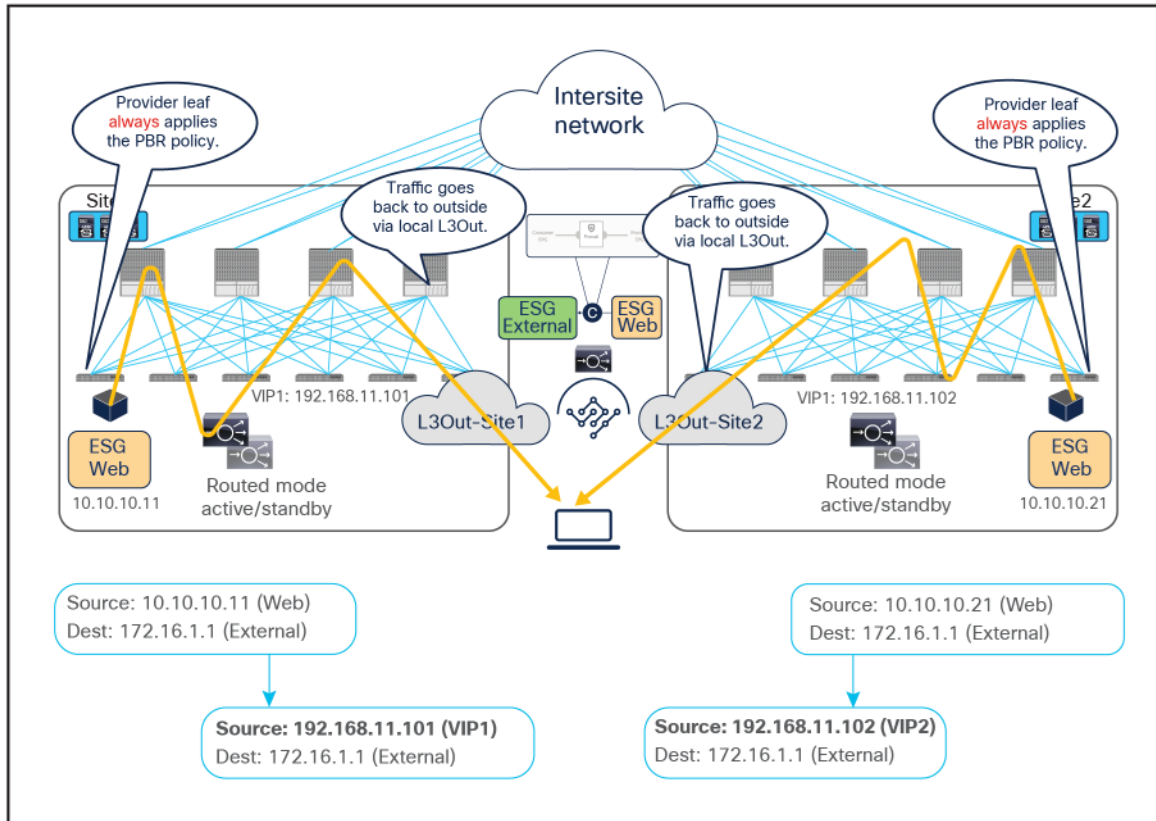 Intersite
network
Provider leaf
always applies
the PBR policy.
Provider leaf
always applies
the PBR policy.
Traffic goes
back to outside
via local L3Out.
Traffic goes
back to outside
via local L3Out.
Site
te2
Consumer
EPG
Firewall
ESG
External
C
ESG
Web
VIP1: 192.168.11.101
VIP1: 192.168.11.102
L3Out-Site1
L3Out-Site2
ESG
Web
10.10.10.11
Routed mode
active/standby
Routed mode
active/standby
ESG
Web
10.10.10.21
Source: 10.10.10.11 (Web)
Dest: 172.16.1.1 (External)
Source: 10.10.10.21 (Web)
Dest: 172.16.1.1 (External)
Source: 192.168.11.101 (VIP1)
Dest: 172.16.1.1 (External)
Source: 192.168.11.102 (VIP2)
Dest: 172.16.1.1 (External)